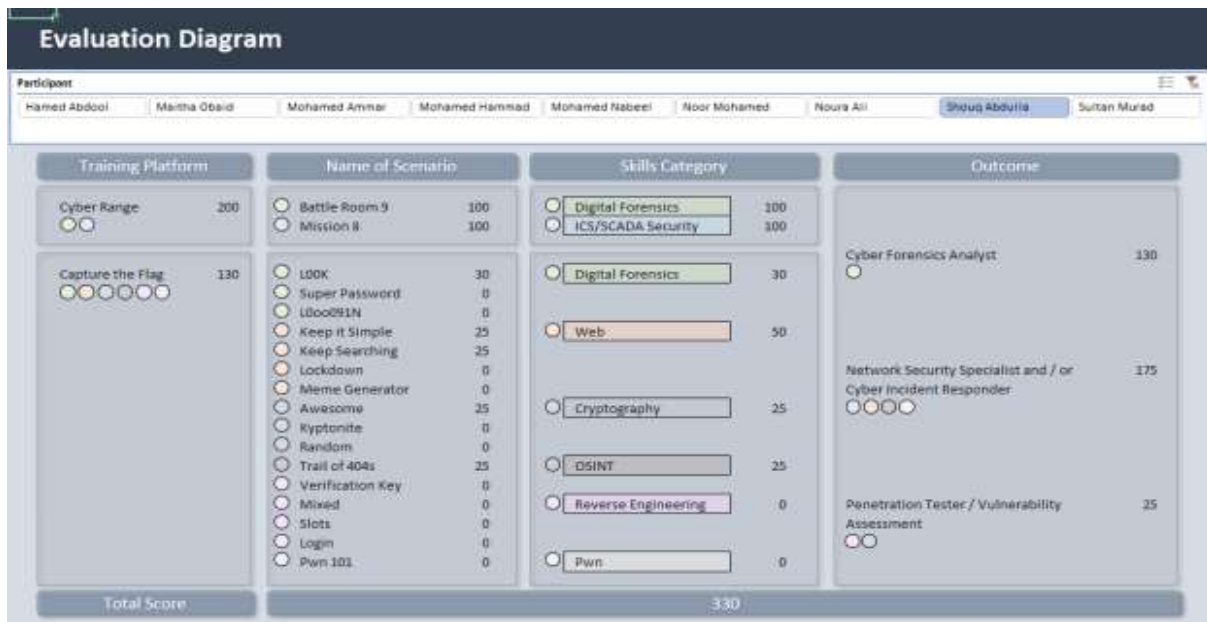 Evaluation Diagram
Participant
Hamed Abdool Maitha Obaid Mohamed Ammar Mohamed Hammad Mohamed Nabeel Noor Mohamed Noura Ali Shouq Abdulla Sultan Murad
Training Platform Name of Scenario Skills Category Outcome
Cyber Range 200
Battle Room 9 100
Mission 8 100
Digital Forensics 100
ICS/SCADA Security 100
Capture the Flag 130
L00K 30
Super Password 0
L0oo091N 0
Keep it Simple 25
Keep Searching 25
Lockdown 0
Meme Generator 0
Awesome 25
Kyptonite 0
Random 0
Trail of 404s 25
Verification Key 0
Mixed 0
Slots 0
Login 0
Pwn 101 0
Digital Forensics 30
Web 50
Cryptography 25
OSINT 25
Reverse Engineering 0
Pwn 0
Cyber Forensics Analyst 130
Network Security Specialist and / or 175
Cyber Incident Responder
Penetration Tester / Vulnerability 25
Assessment
Total Score 330